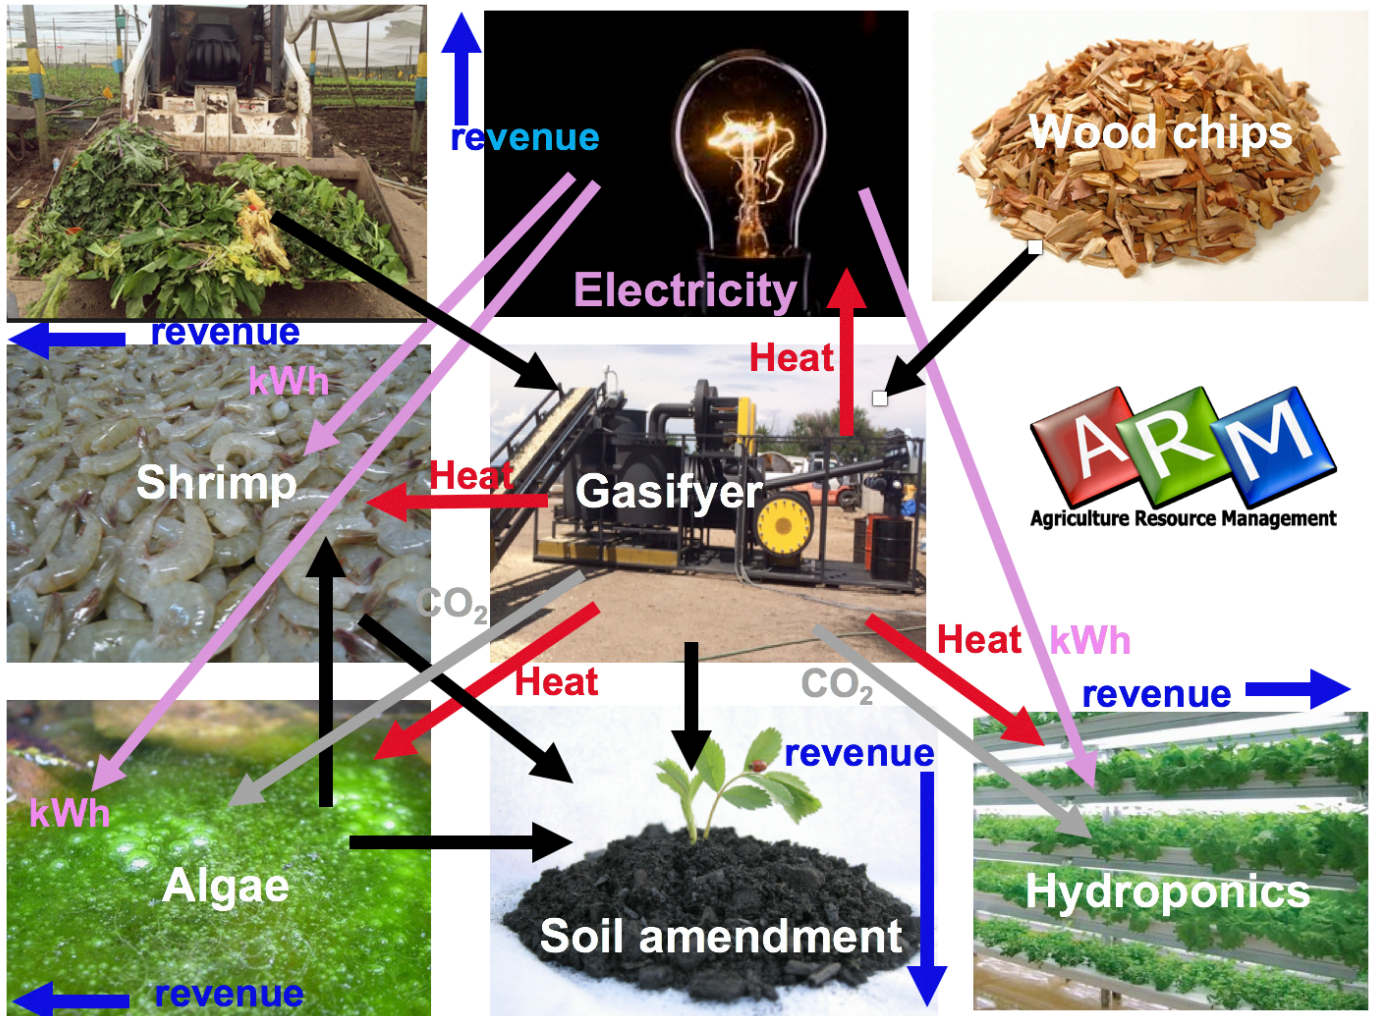 revenue
Wood chips
Electricity
revenue
kWh
Heat
Shrimp
Heat
Gasifyer
A R M
Agriculture Resource Management
CO₂
Heat
CO₂
Heat
kWh
revenue
revenue
kWh
Algae
Soil amendment
Hydroponics
revenue